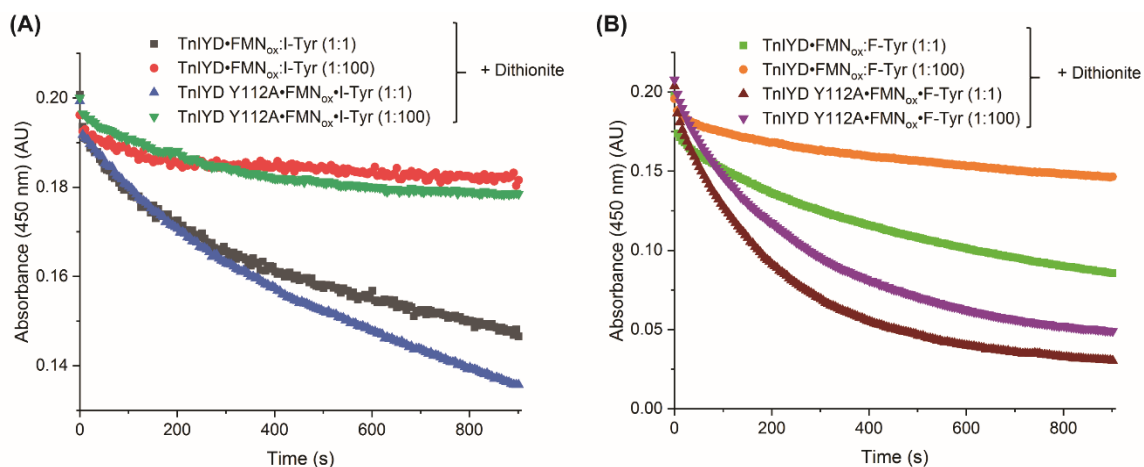 (A)
TnIYD•FMNox:I-Tyr (1:1)
TnIYD•FMNox:I-Tyr (1:100)
TnIYD Y112A•FMNox•I-Tyr (1:1)
TnIYD Y112A•FMNox•I-Tyr (1:100)
+ Dithionite
0.20
0.18
0.16
0.14
Absorbance (450 nm) (AU)
0 200 400 600 800
Time (s)
(B)
TnIYD•FMNox:F-Tyr (1:1)
TnIYD•FMNox:F-Tyr (1:100)
TnIYD Y112A•FMNox•F-Tyr (1:1)
TnIYD Y112A•FMNox•F-Tyr (1:100)
+ Dithionite
0.20
0.15
0.10
0.05
0.00
Absorbance (450 nm) (AU)
0 200 400 600 800
Time (s)